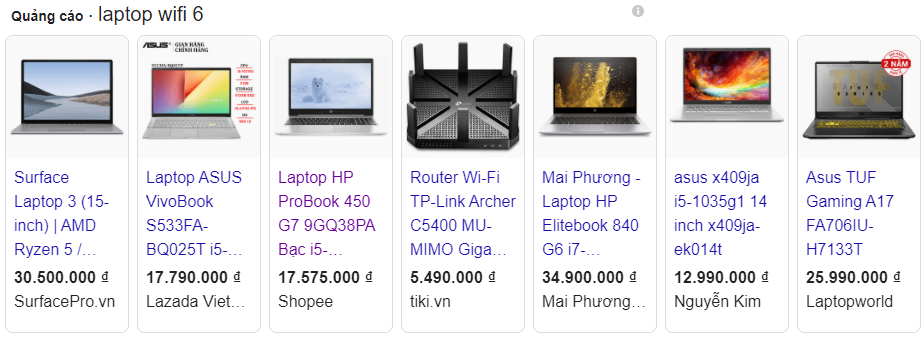 Quảng cáo · laptop wifi 6
ASUS GIAN HÀNG CHÍNH HÃNG
CPU
RAM
STORAGE
LCD
2 NĂM
Surface
Laptop 3 (15-
inch) | AMD
Ryzen 5 /…
30.500.000 ₫
SurfacePro.vn
Laptop ASUS
VivoBook
S533FA-
BQ025T i5-…
17.790.000 ₫
Lazada Viet…
Laptop HP
ProBook 450
G7 9GQ38PA
Bạc i5-…
17.575.000 ₫
Shopee
Router Wi-Fi
TP-Link Archer
C5400 MU-
MIMO Giga…
5.490.000 ₫
tiki.vn
Mai Phương -
Laptop HP
Elitebook 840
G6 i7-…
34.900.000 ₫
Mai Phương…
asus x409ja
i5-1035g1 14
inch x409ja-
ek014t
12.990.000 ₫
Nguyễn Kim
Asus TUF
Gaming A17
FA706IU-
H7133T
25.990.000 ₫
Laptopworld